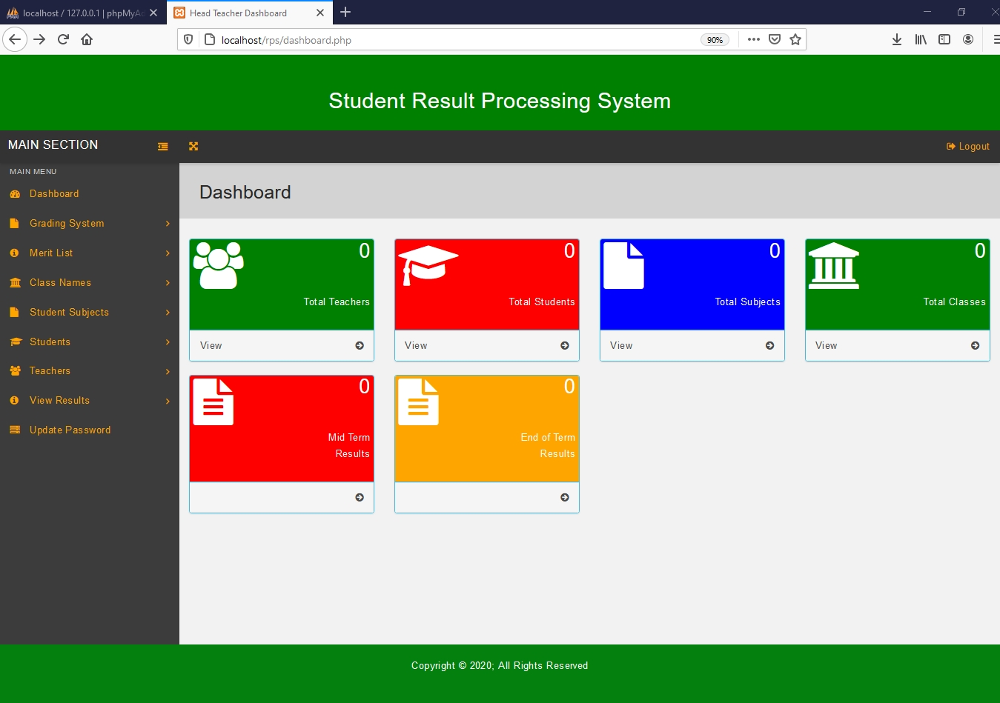 localhost / 127.0.0.1 | phpMyAd
Head Teacher Dashboard
localhost/rps/dashboard.php
90%
Student Result Processing System
MAIN SECTION
Logout
MAIN MENU
Dashboard
Grading System
Merit List
Class Names
Student Subjects
Students
Teachers
View Results
Update Password
Dashboard
0
Total Teachers
View
0
Total Students
View
0
Total Subjects
View
0
Total Classes
View
0
Mid Term
Results
0
End of Term
Results
Copyright © 2020; All Rights Reserved